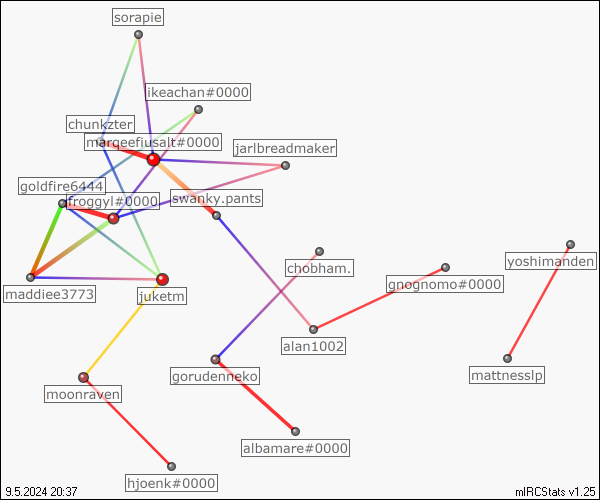 sorapie
likeachan#0000
chunkzter
marqeefiusalt#0000
jarlbreadmaker
goldfire6444
froggyl#0000
swanky.pants
yoshimanden
chobham.
gnognomo#0000
maddiee3773
juketm
alan1002
gorudenneko
mattnesslp
moonraven
albamare#0000
hjoenk#0000
9.5.2024 20:37
mIRCStats v1.25